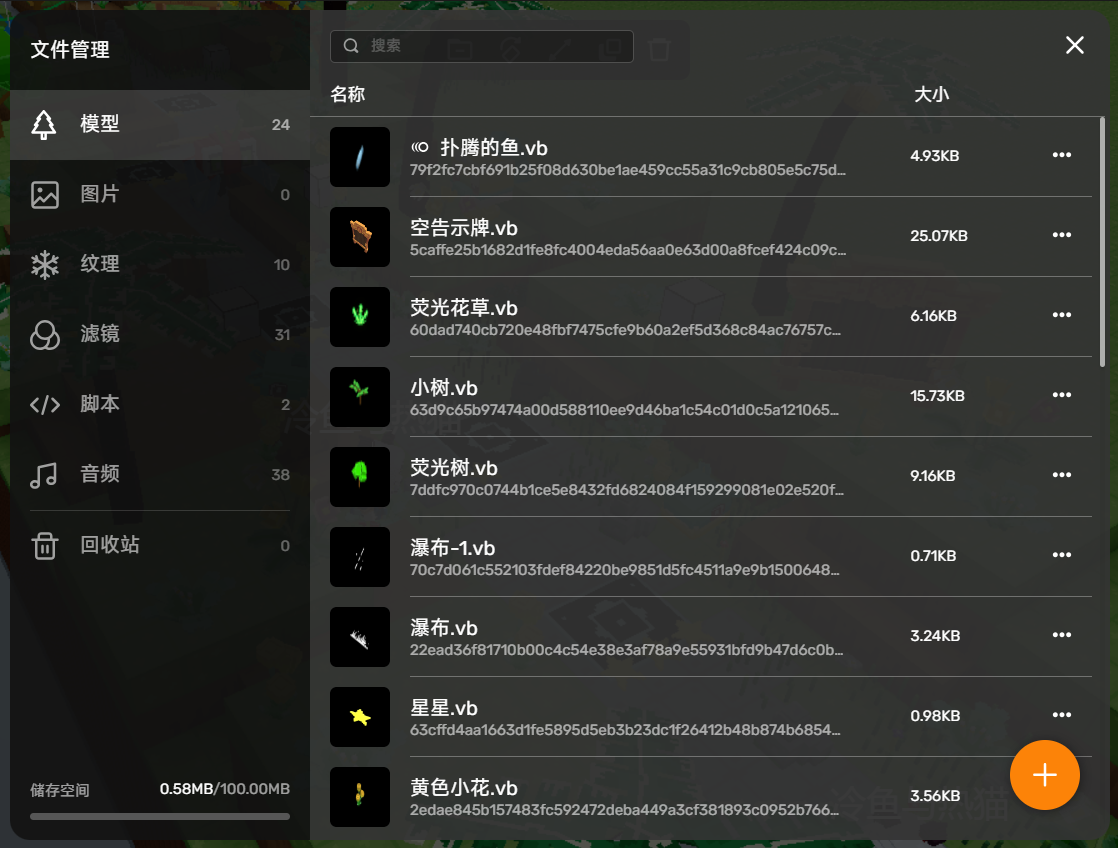 文件管理
搜索
名称
大小
模型
24
图片
0
纹理
10
滤镜
31
脚本
2
音频
38
回收站
0
储存空间
0.58MB/100.00MB
扑腾的鱼.vb
4.93KB
79f2fc7cbf691b25f08d630be1ae459cc55a31c9cb805e5c75d...
空告示牌.vb
25.07KB
5caffe25b1682d1fe8fc4004eda56aa0e63d00a8fcef424c09c...
荧光花草.vb
6.16KB
60dad740cb720e48fbf7475cfe9b60a2ef5d368c84ac76757c...
小树.vb
15.73KB
63d9c65b97474a00d588110ee9d46ba1c54c01d0c5a121065...
荧光树.vb
9.16KB
7ddfc970c0744b1ce5e8432fd6824084f159299081e02e520f...
瀑布-1.vb
0.71KB
70c7d061c552103fdef84220be9851d5fc4511a9e9b1500648...
瀑布.vb
3.24KB
22ead36f81710b00c4c54e38e3af78a9e55931bfd9b47d6c0b...
星星.vb
0.98KB
63cffd4aa1663d1fe5895d5eb3b23dc1f26412b48b874b6854...
黄色小花.vb
3.56KB
2edae845b157483fc592472deba449a3cf381893c0952b766...